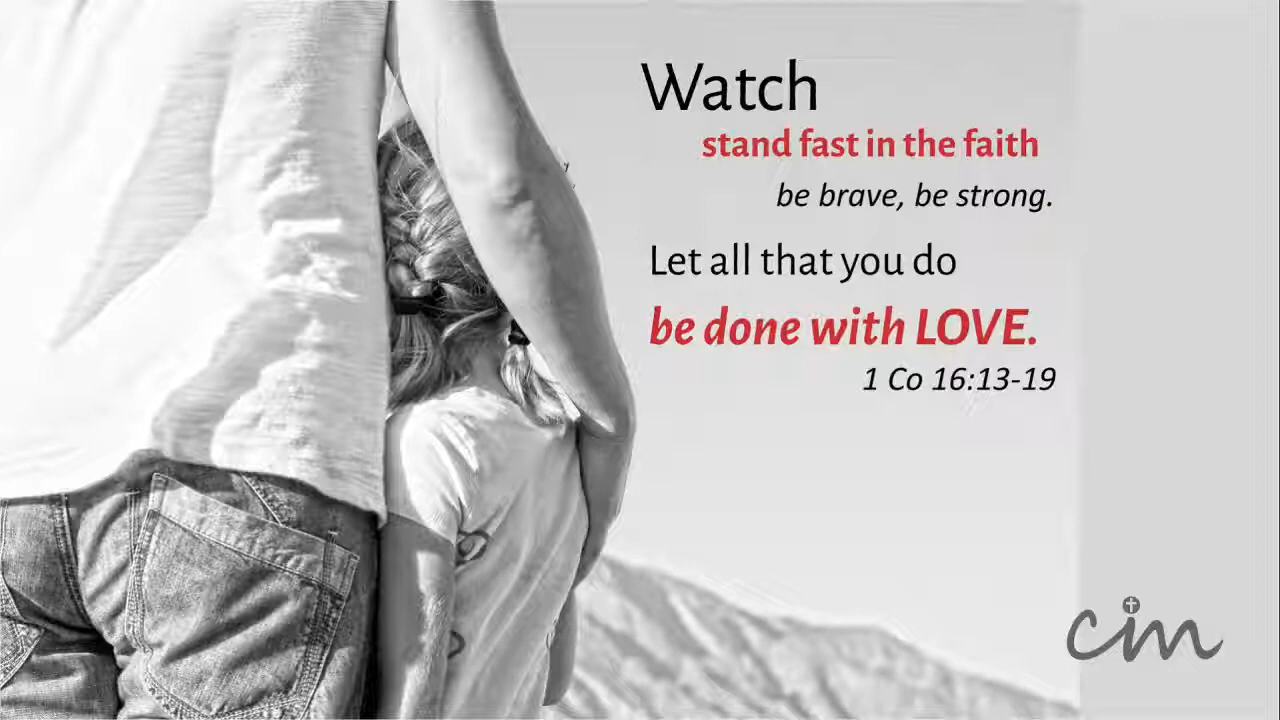 Watch
stand fast in the faith
be brave, be strong.
Let all that you do
be done with LOVE.
1 Co 16:13-19
cim